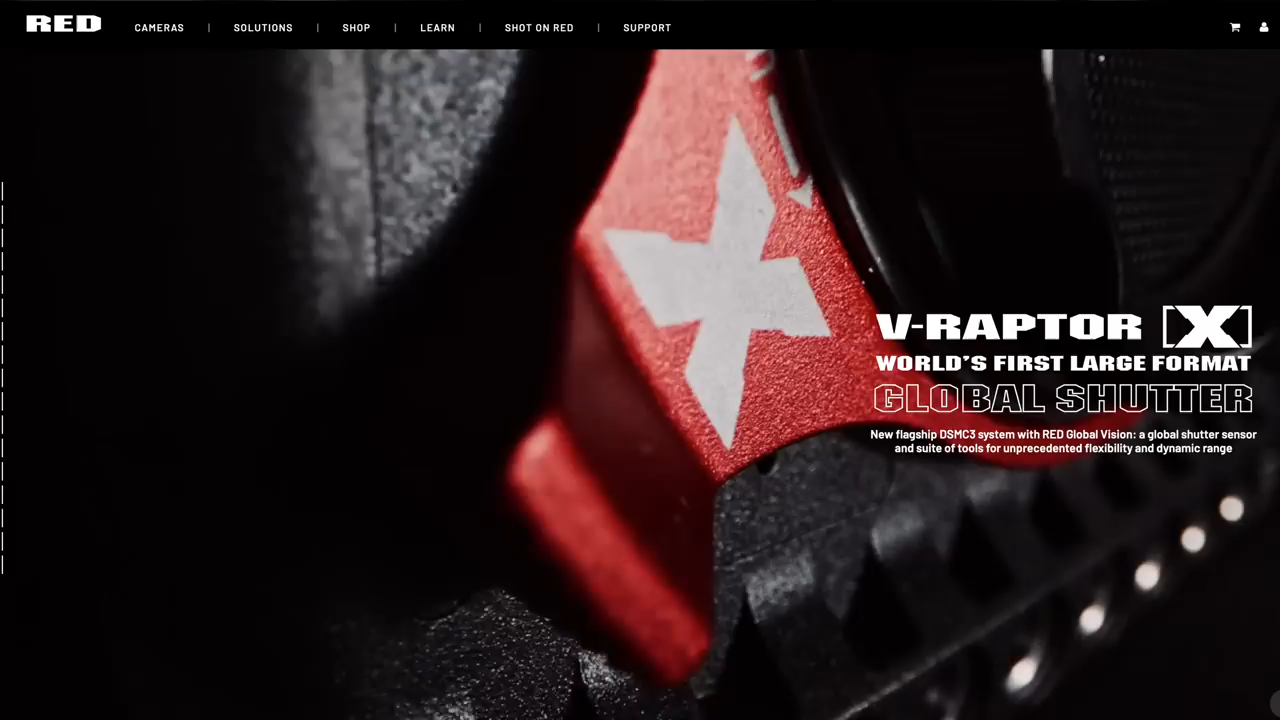 RED CAMERAS | SOLUTIONS | SHOP | LEARN | SHOT ON RED | SUPPORT
V-RAPTOR [X]
WORLD'S FIRST LARGE FORMAT
GLOBAL SHUTTER
New flagship DSMC3 system with RED Global Vision: a global shutter sensor
and suite of tools for unprecedented flexibility and dynamic range